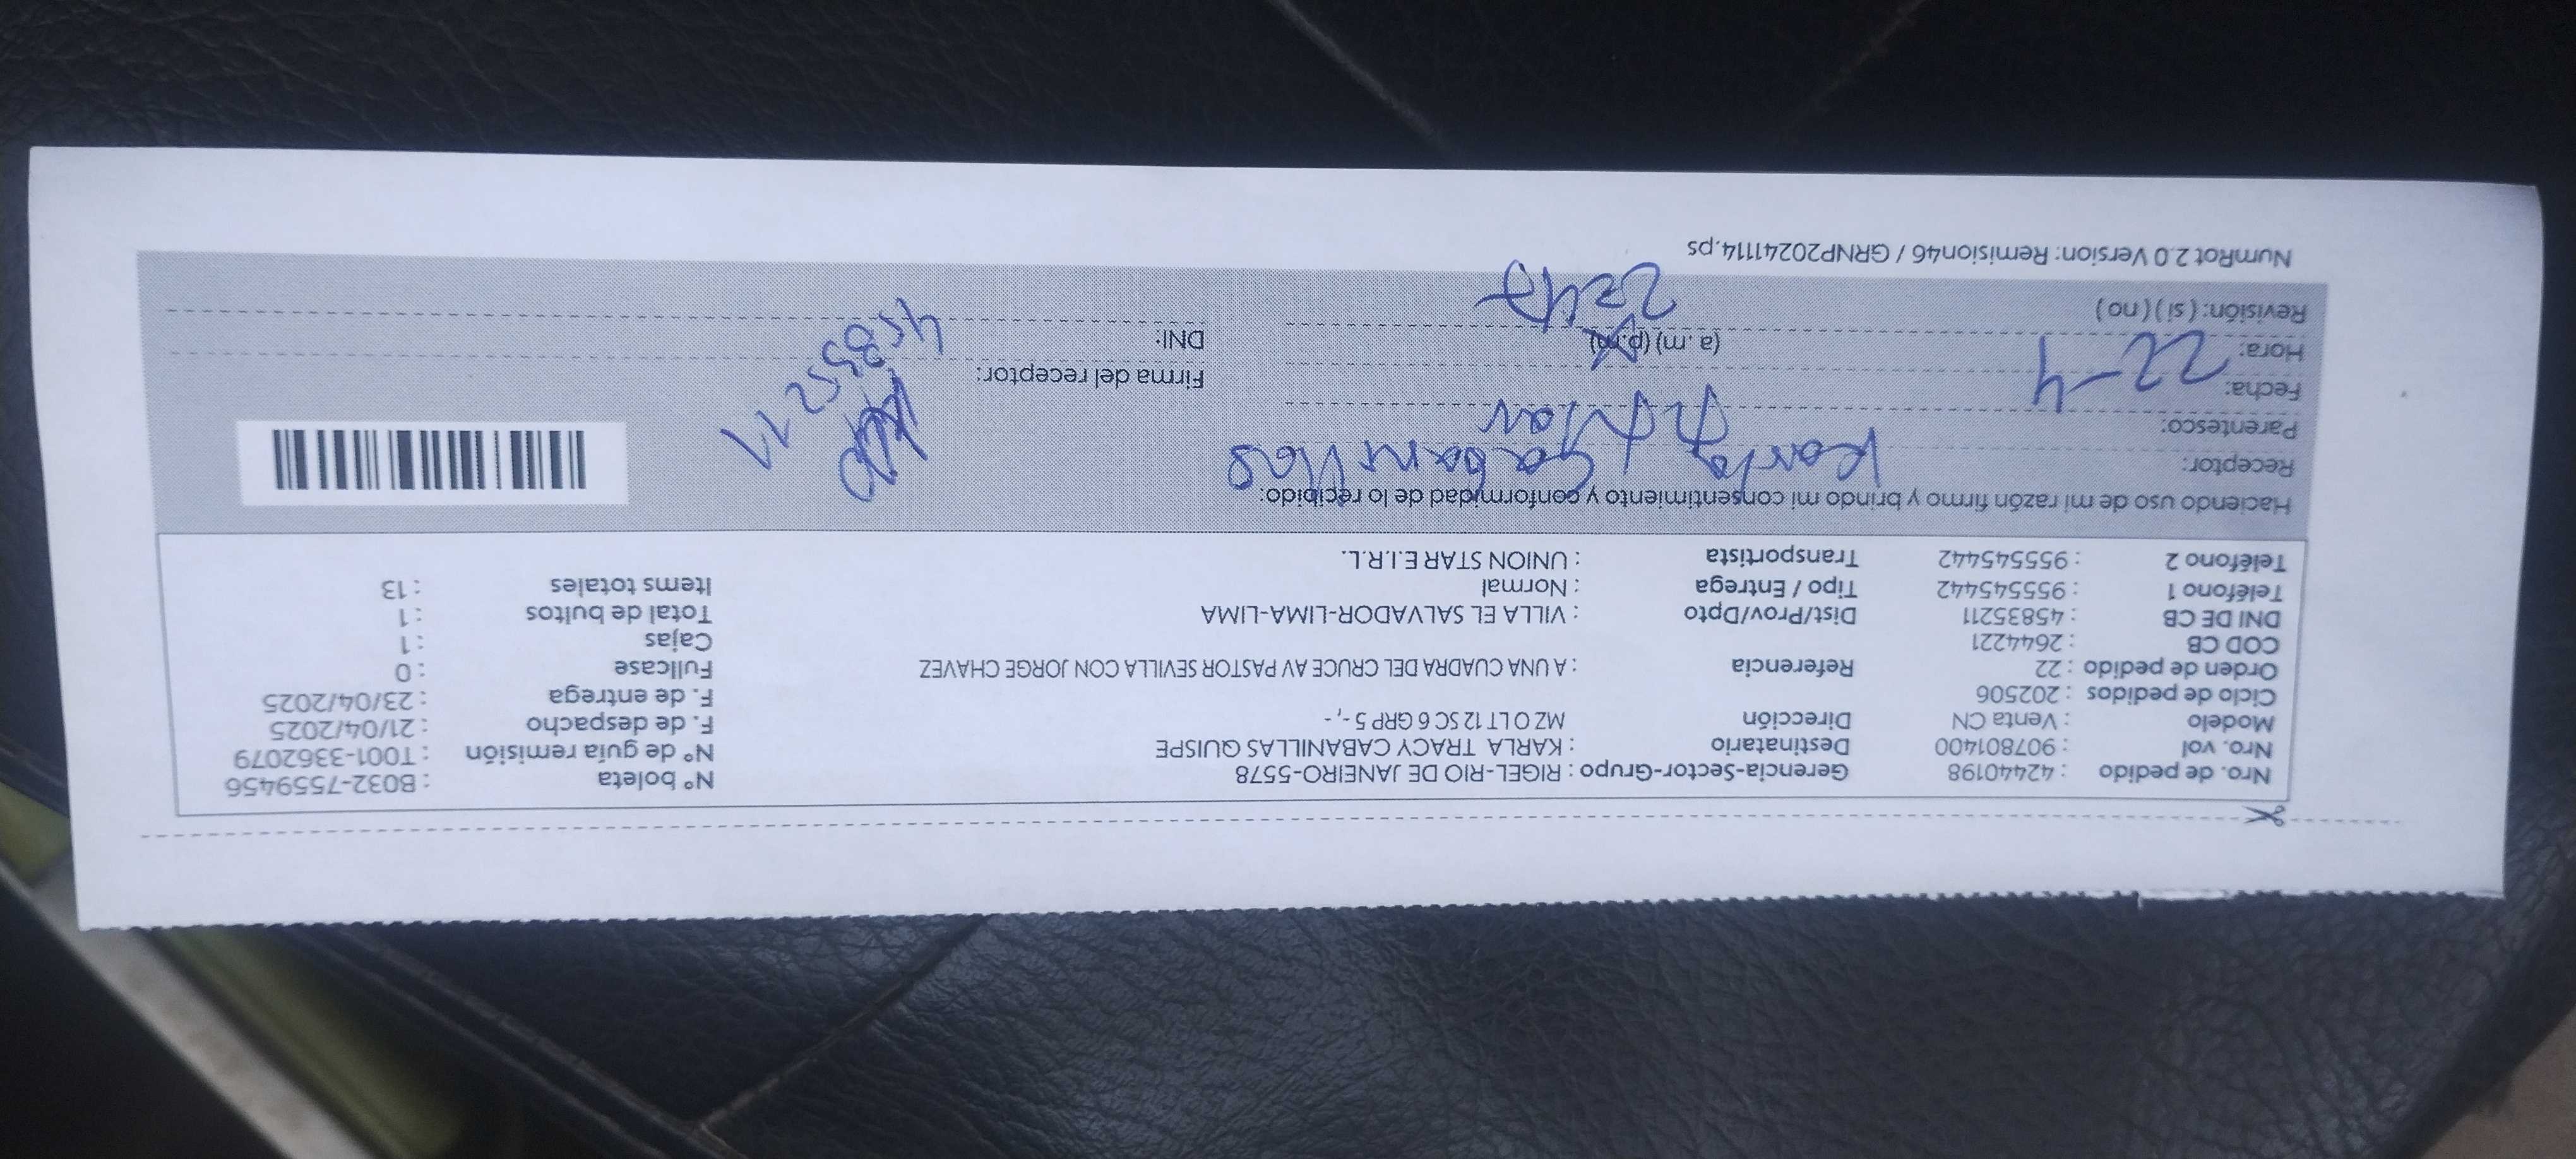 Nro. de pedido : 42440198 Gerencia-Sector-Grupo : RIGEL-RIO DE JANEIRO-5578 N° boleta : B032-7559456
Nro. vol : 907801400 Destinatario : KARLA TRACY CABANILLAS QUISPE N° de guía remisión : T001-3362079
Modelo : Venta CN Dirección MZ O LT 12 SC 6 GRP 5 -, - F. de despacho : 21/04/2025
Ciclo de pedidos : 202506 F. de entrega : 23/04/2025
Orden de pedido : 22 Referencia : A UNA CUADRA DEL CRUCE AV PASTOR SEVILLA CON JORGE CHAVEZ Fullcase : 0
COD CB : 2644221 Cajas : 1
DNI DE CB : 45835211 Dist/Prov/Dpto : VILLA EL SALVADOR-LIMA-LIMA Total de bultos : 1
Teléfono 1 : 955545442 Tipo / Entrega : Normal Items totales : 13
Teléfono 2 : 955545442 Transportista : UNION STAR E.I.R.L.
Haciendo uso de mi razón firmo y brindo mi consentimiento y conformidad de lo recibido:
Receptor: Karla Cabanillas
Parentesco: Titular
Fecha: 22-4 Firma del receptor:
Hora: (a.m) (p.m) DNI: 45835211
Revisión: (si) (no)
NumRot 2.0 Version: Remision46 / GRNP20241114.ps